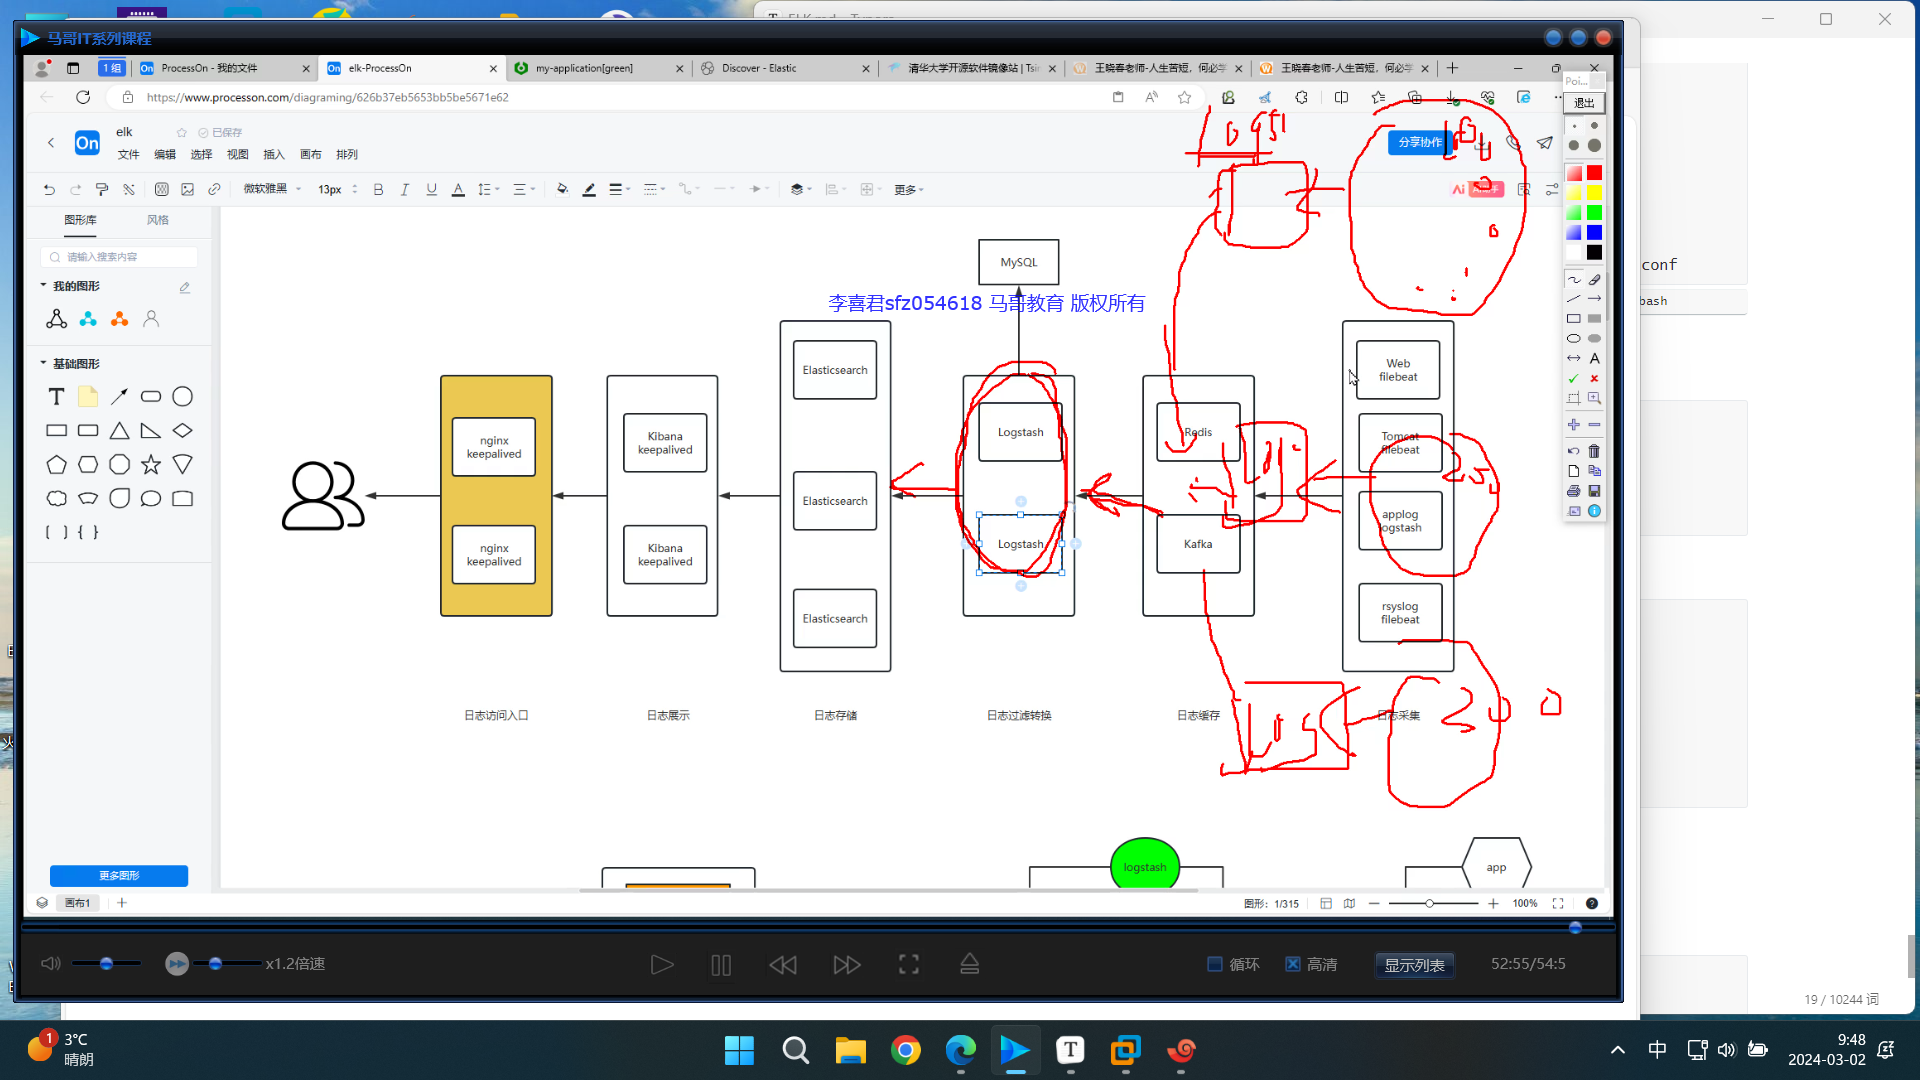 ELK.md - Typora
马哥IT系列课程
1 组
ProcessOn - 我的文件
elk-ProcessOn
my-application[green]
Discover - Elastic
清华大学开源软件镜像站 | Tsin
王晓春老师-人生苦短，何必学
王晓春老师-人生苦短，何必学
https://www.processon.com/diagraming/626b37eb5653bb5be5671e62
退出
elk
已保存
On
文件 编辑 选择 视图 插入 画布 排列
分享协作
微软雅黑
13px
更多
图形库
风格
请输入搜索内容
我的图形
基础图形
更多图形
画布1
MySQL
李喜君sfz054618 马哥教育 版权所有
nginx
keepalived
nginx
keepalived
Kibana
keepalived
Kibana
keepalived
Elasticsearch
Elasticsearch
Elasticsearch
Logstash
Logstash
Redis
Kafka
Web
filebeat
Tomcat
filebeat
applog
logstash
rsyslog
filebeat
日志访问入口
日志展示
日志存储
日志过滤转换
日志缓存
日志采集
logstash
app
图形：1/315
100%
conf
bash
x1.2倍速
循环
高清
显示列表
52:55/54:5
19 / 10244 词
1
3°C
晴朗
中
9:48
2024-03-02